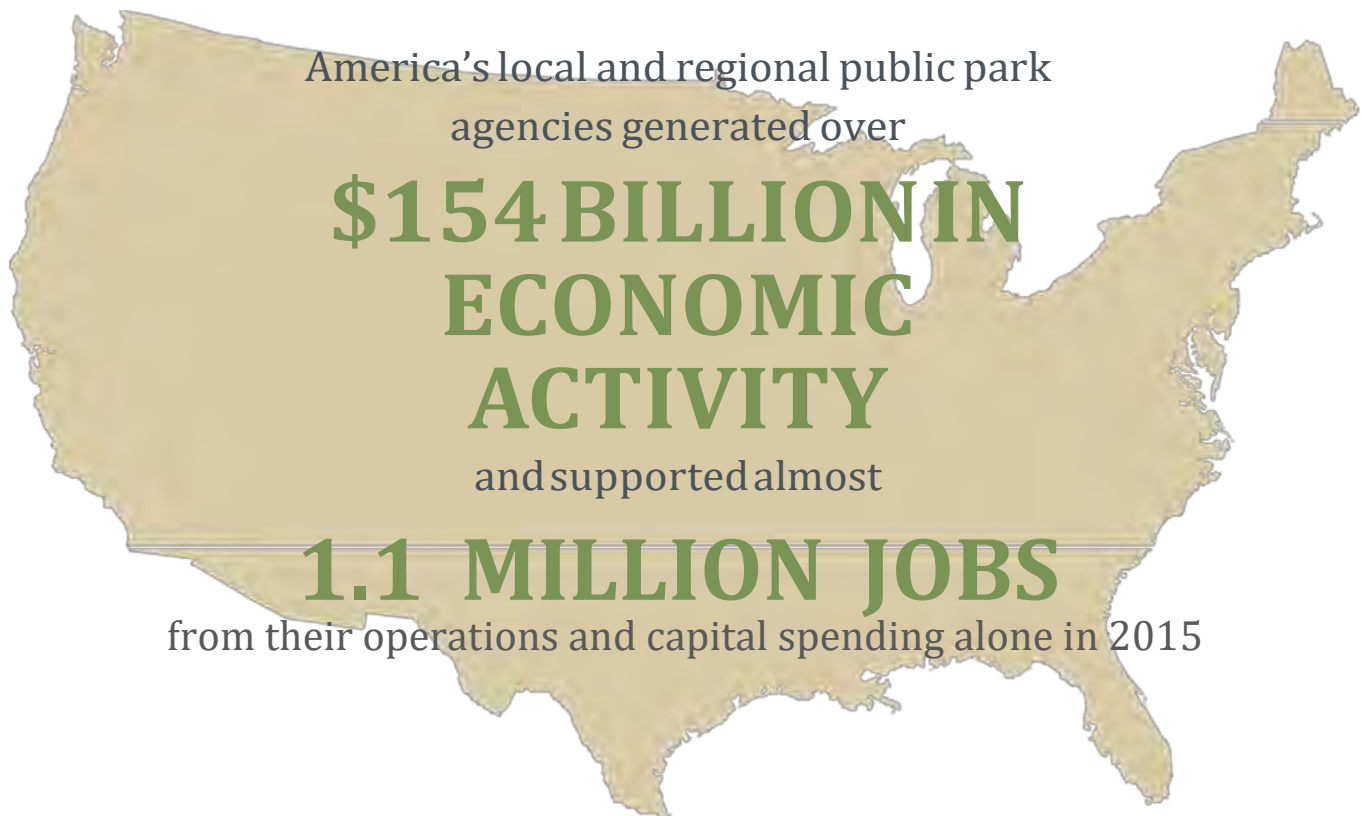 America's local and regional public park
agencies generated over
$154 BILLION IN
ECONOMIC
ACTIVITY
and supported almost
1.1 MILLION JOBS
from their operations and capital spending alone in 2015